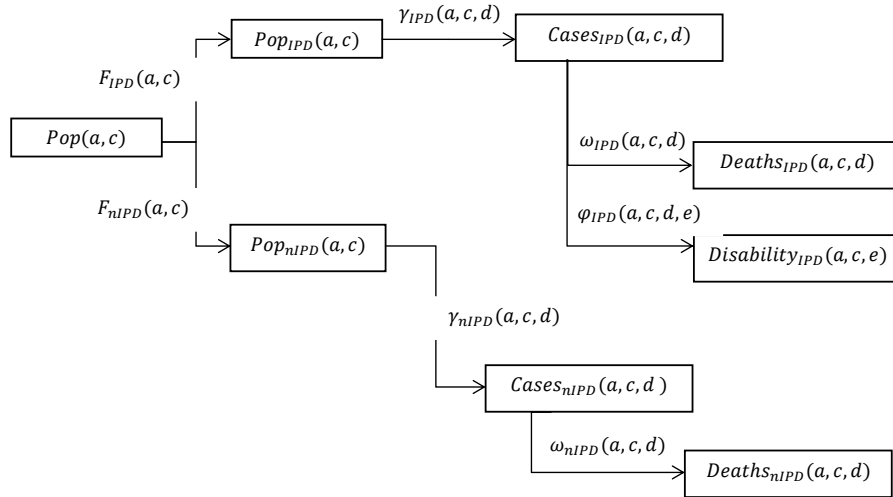 γ_IPD(a,c,d)
Pop_IPD(a,c)
Cases_IPD(a,c,d)
F_IPD(a,c)
Pop(a,c)
ω_IPD(a,c,d)
Deaths_IPD(a,c,d)
F_nIPD(a,c)
φ_IPD(a,c,d,e)
Pop_nIPD(a,c)
Disability_IPD(a,c,e)
γ_nIPD(a,c,d)
Cases_nIPD(a,c,d)
ω_nIPD(a,c,d)
Deaths_nIPD(a,c,d)